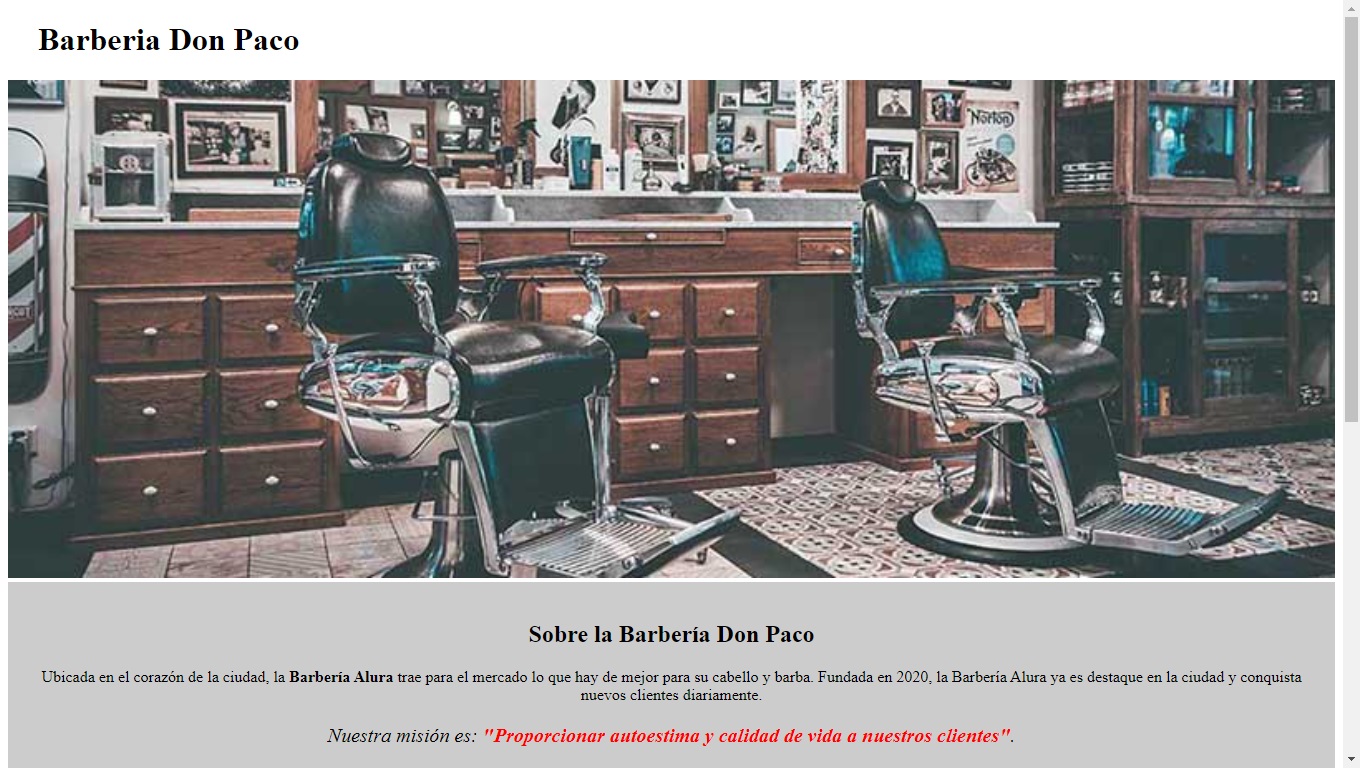 Barberia Don Paco
Norton
Sobre la Barbería Don Paco
Ubicada en el corazón de la ciudad, la Barbería Alura trae para el mercado lo que hay de mejor para su cabello y barba. Fundada en 2020, la Barbería Alura ya es destaque en la ciudad y conquista
nuevos clientes diariamente.
Nuestra misión es: "Proporcionar autoestima y calidad de vida a nuestros clientes".